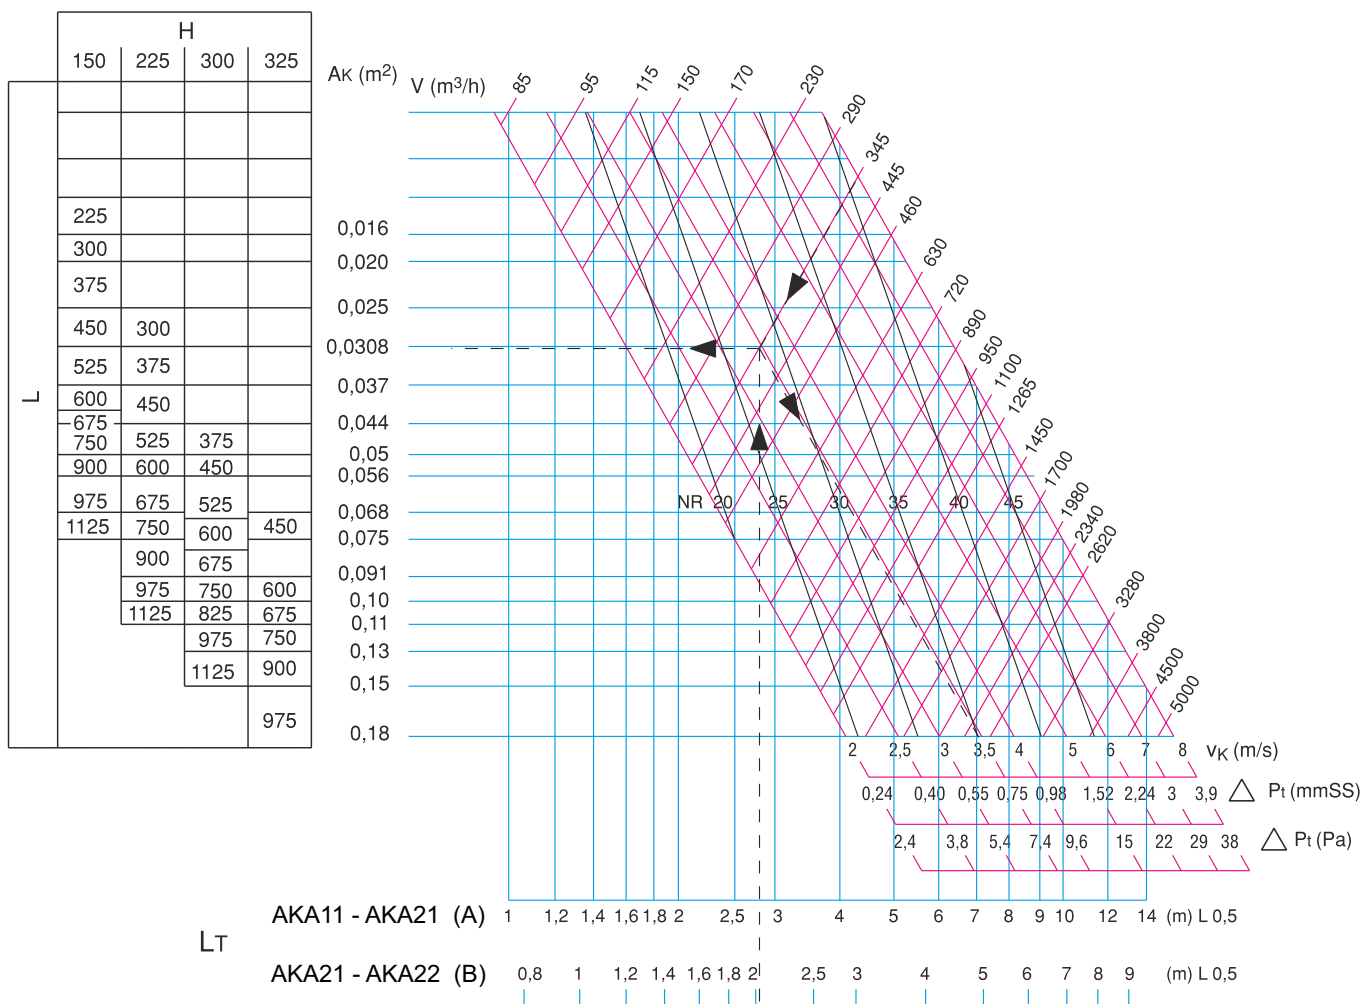 H
150 225 300 325
AK (m²)
V (m³/h)
85 95 115 150 170 230 290
345
445
460
630
720
890
950
1100
1265
1450
1700
1980
2340
2620
3280
3800
4500
5000
L
225
300
375
450 300
525 375
600 450
675
750 525 375
900 600 450
975 675 525
1125 750 600 450
900 675
975 750 600
1125 825 675
975 750
1125 900
975
0,016
0,020
0,025
0,0308
0,037
0,044
0,05
0,056
0,068
0,075
0,091
0,10
0,11
0,13
0,15
0,18
NR 20 25 30 35 40 45
2 2,5 3 3,5 4 5 6 7 8 vK (m/s)
0,24 0,40 0,55 0,75 0,98 1,52 2,24 3 3,9 △ Pt (mmSS)
2,4 3,8 5,4 7,4 9,6 15 22 29 38 △ Pt (Pa)
AKA11 - AKA21 (A) 1 1,2 1,4 1,6 1,8 2 2,5 3 4 5 6 7 8 9 10 12 14 (m) L 0,5
LT
AKA21 - AKA22 (B) 0,8 1 1,2 1,4 1,6 1,8 2 2,5 3 4 5 6 7 8 9 (m) L 0,5